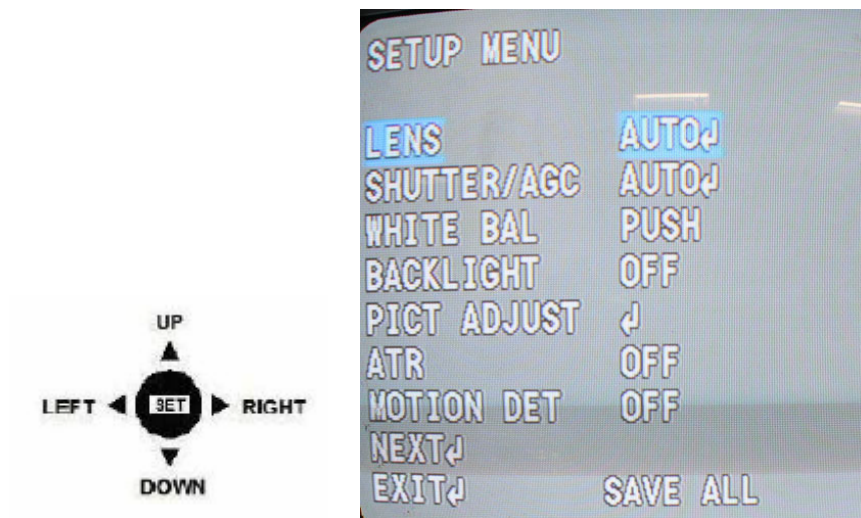 UP
LEFT SET RIGHT
DOWN
SETUP MENU
LENS AUTO↲
SHUTTER/AGC AUTO↲
WHITE BAL PUSH
BACKLIGHT OFF
PICT ADJUST ↲
ATR OFF
MOTION DET OFF
NEXT↲
EXIT↲ SAVE ALL